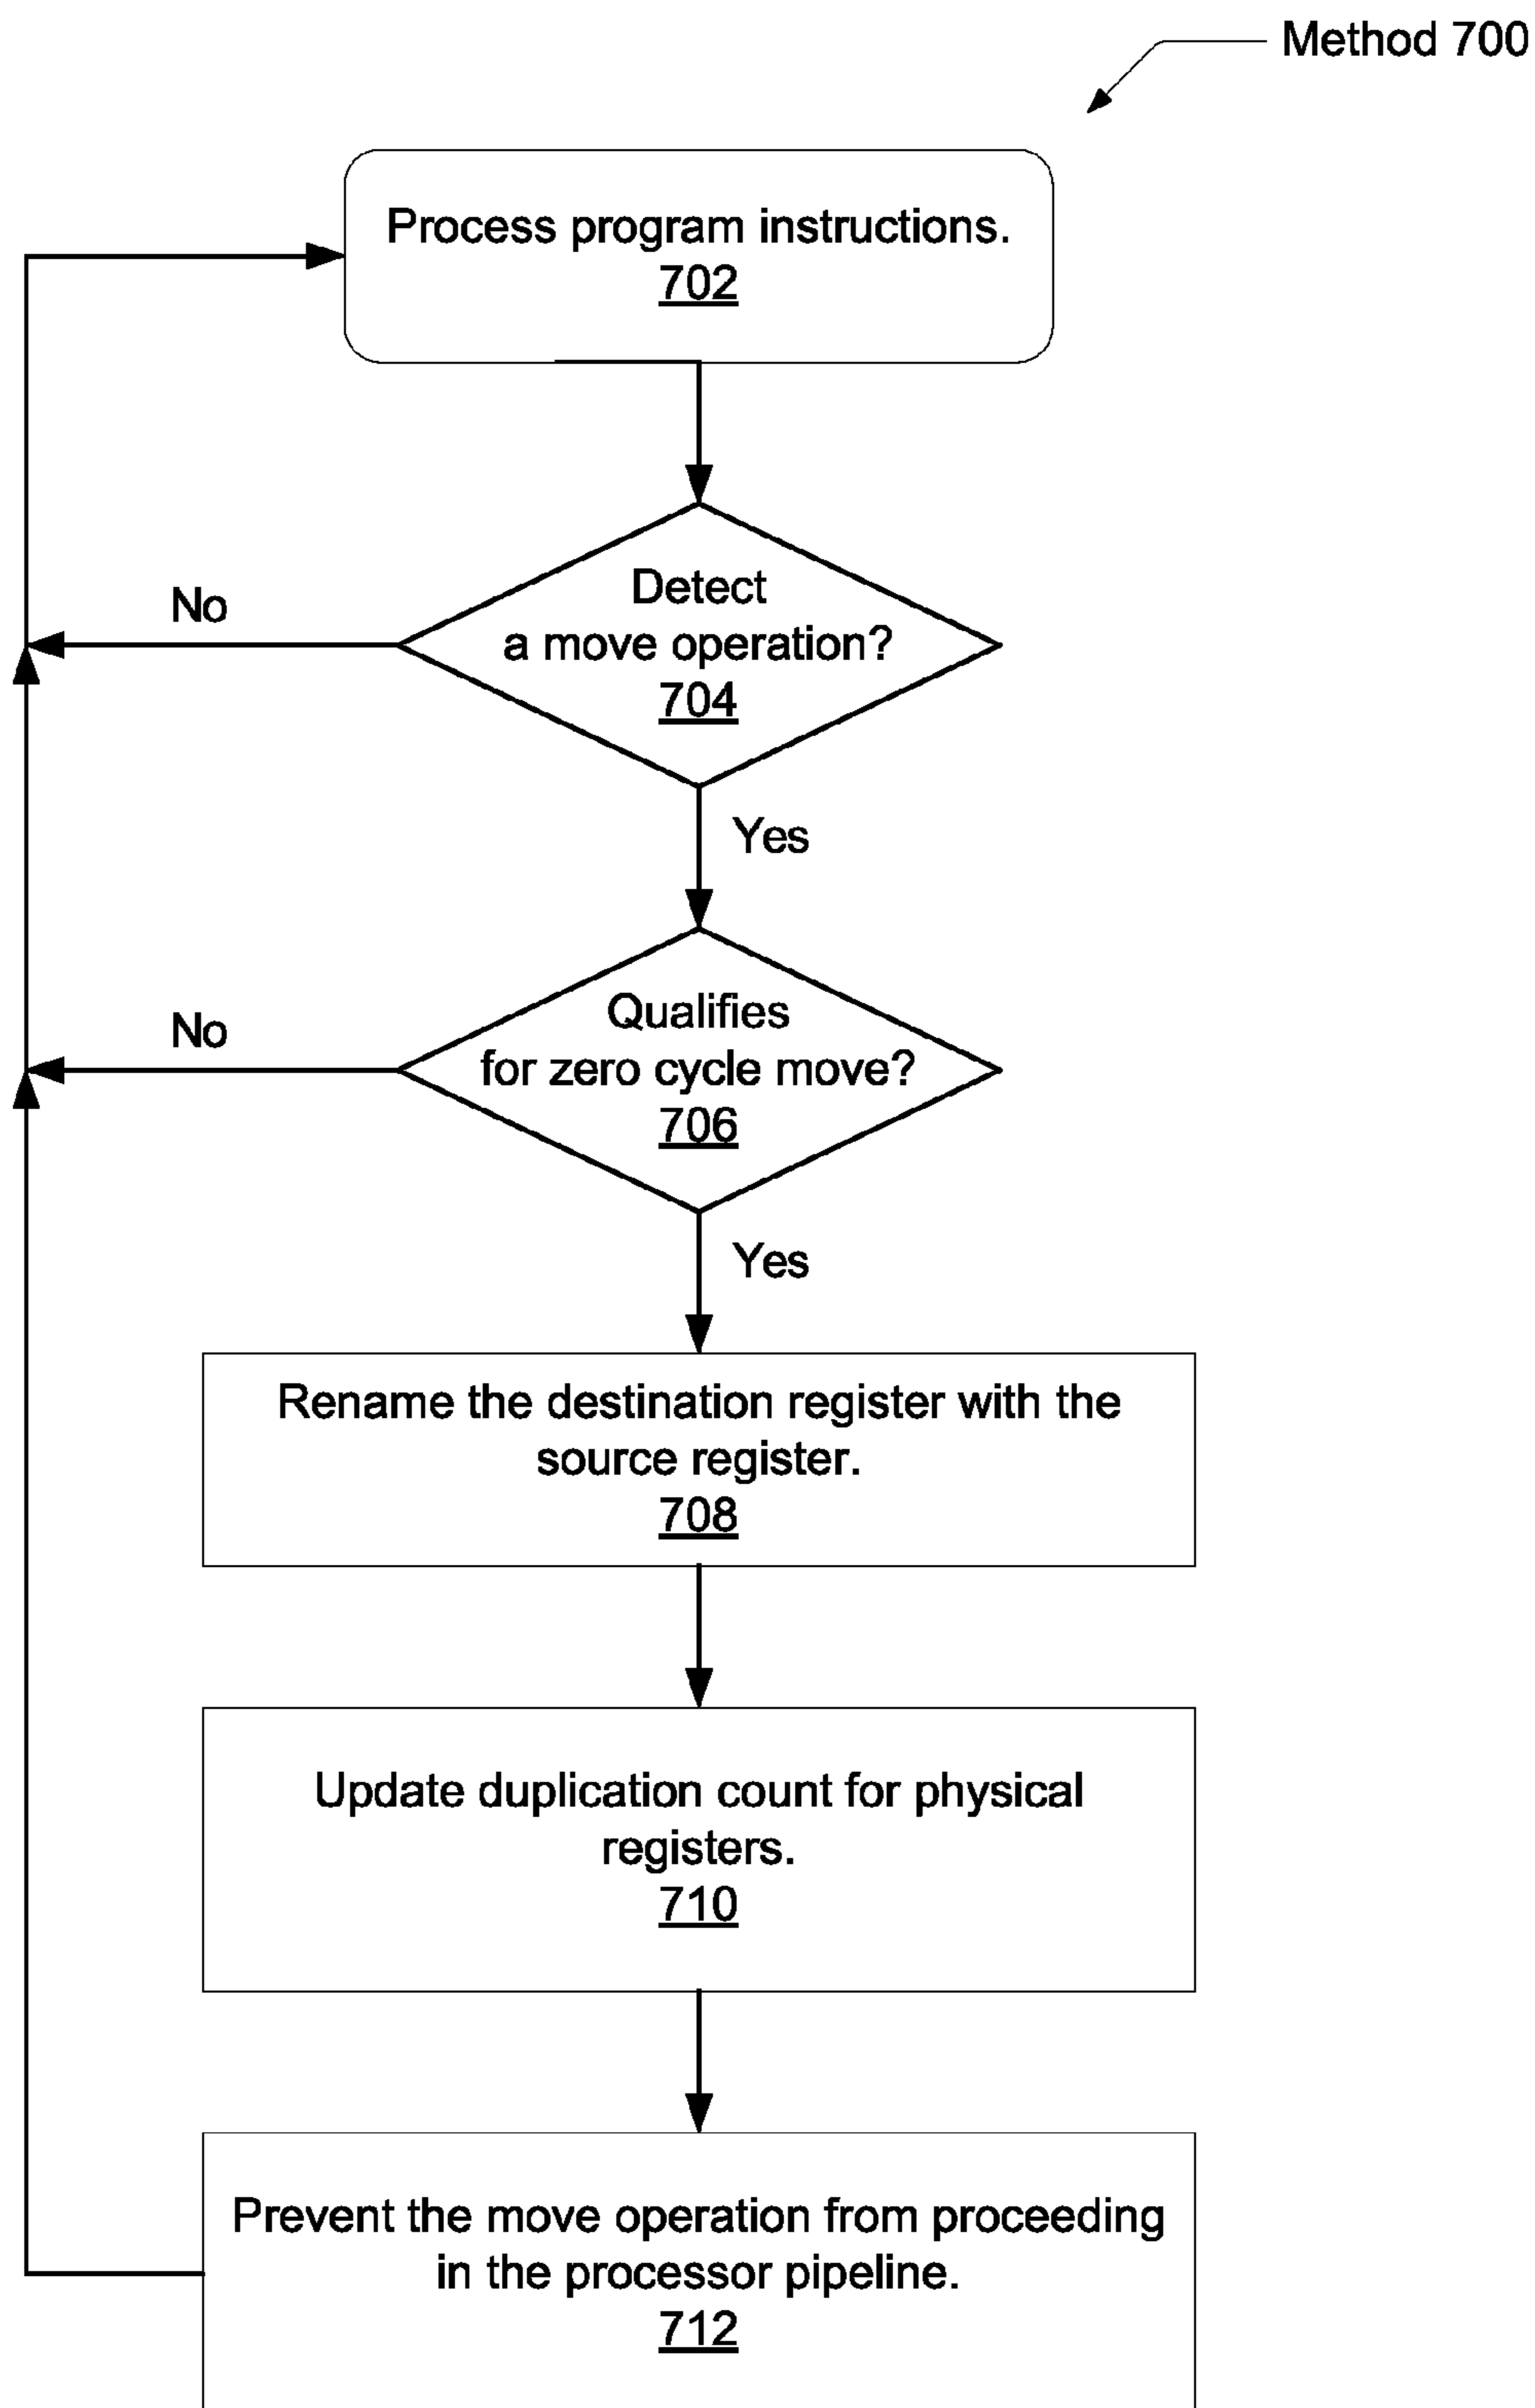 Method 700
Process program instructions.
702
Detect
a move operation?
704
No
Yes
Qualifies
for zero cycle move?
706
No
Yes
Rename the destination register with the
source register.
708
Update duplication count for physical
registers.
710
Prevent the move operation from proceeding
in the processor pipeline.
712